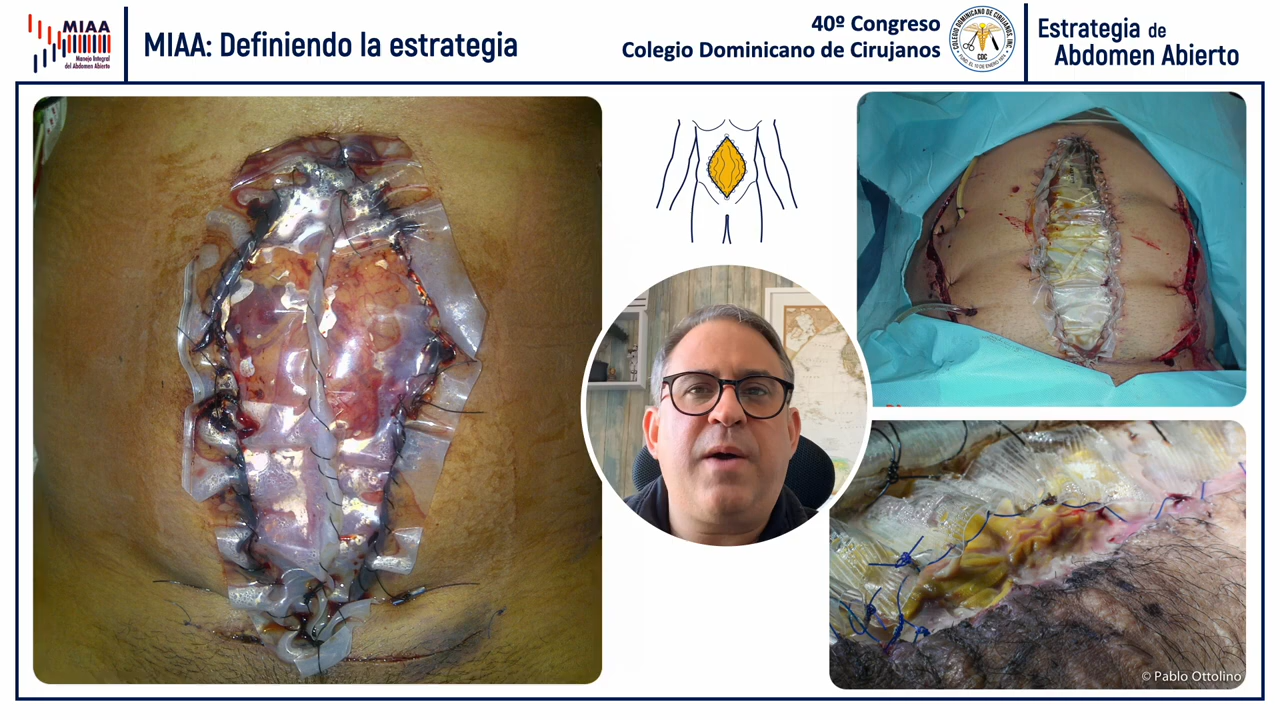 MIAA
Manejo Integral
del Abdomen Abierto
MIAA: Definiendo la estrategia
40º Congreso
Colegio Dominicano de Cirujanos
COLEGIO DOMINICANO DE CIRUJANOS, INC.
CDC
Estrategia de
Abdomen Abierto
© Pablo Ottolino